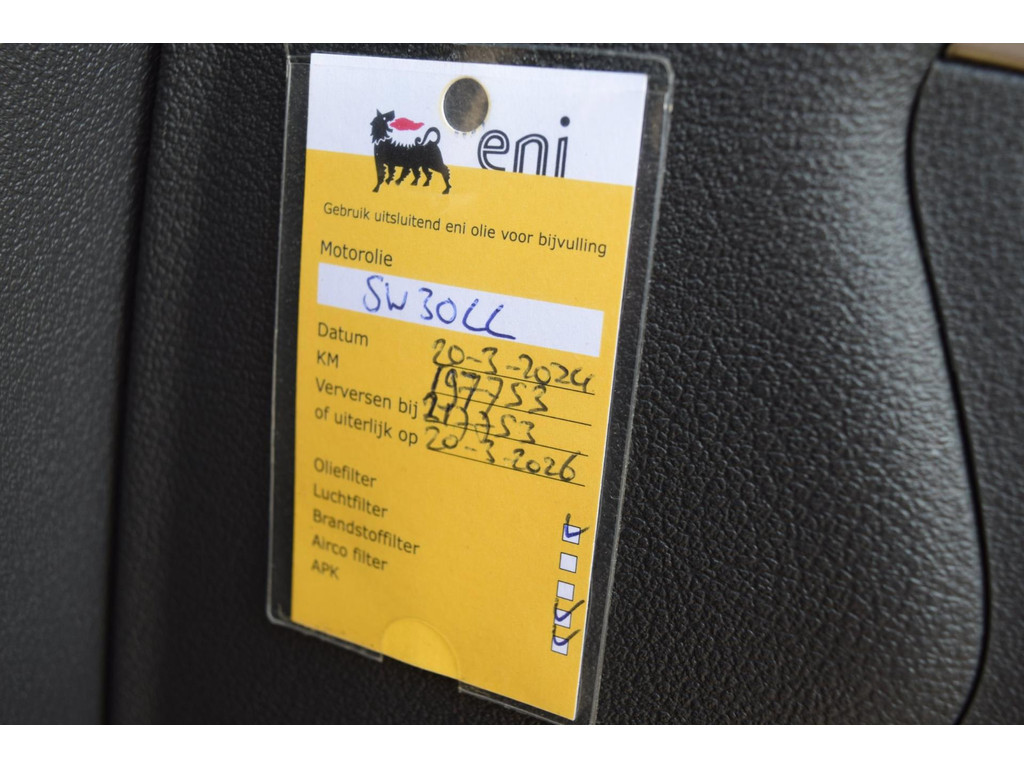 eni
Gebruik uitsluitend eni olie voor bijvulling
Motorolie
5W30LL
Datum 20-3-2024
KM 197753
Verversen bij 217753
of uiterlijk op 20-3-2026
Oliefilter
Luchtfilter
Brandstoffilter
Airco filter
APK